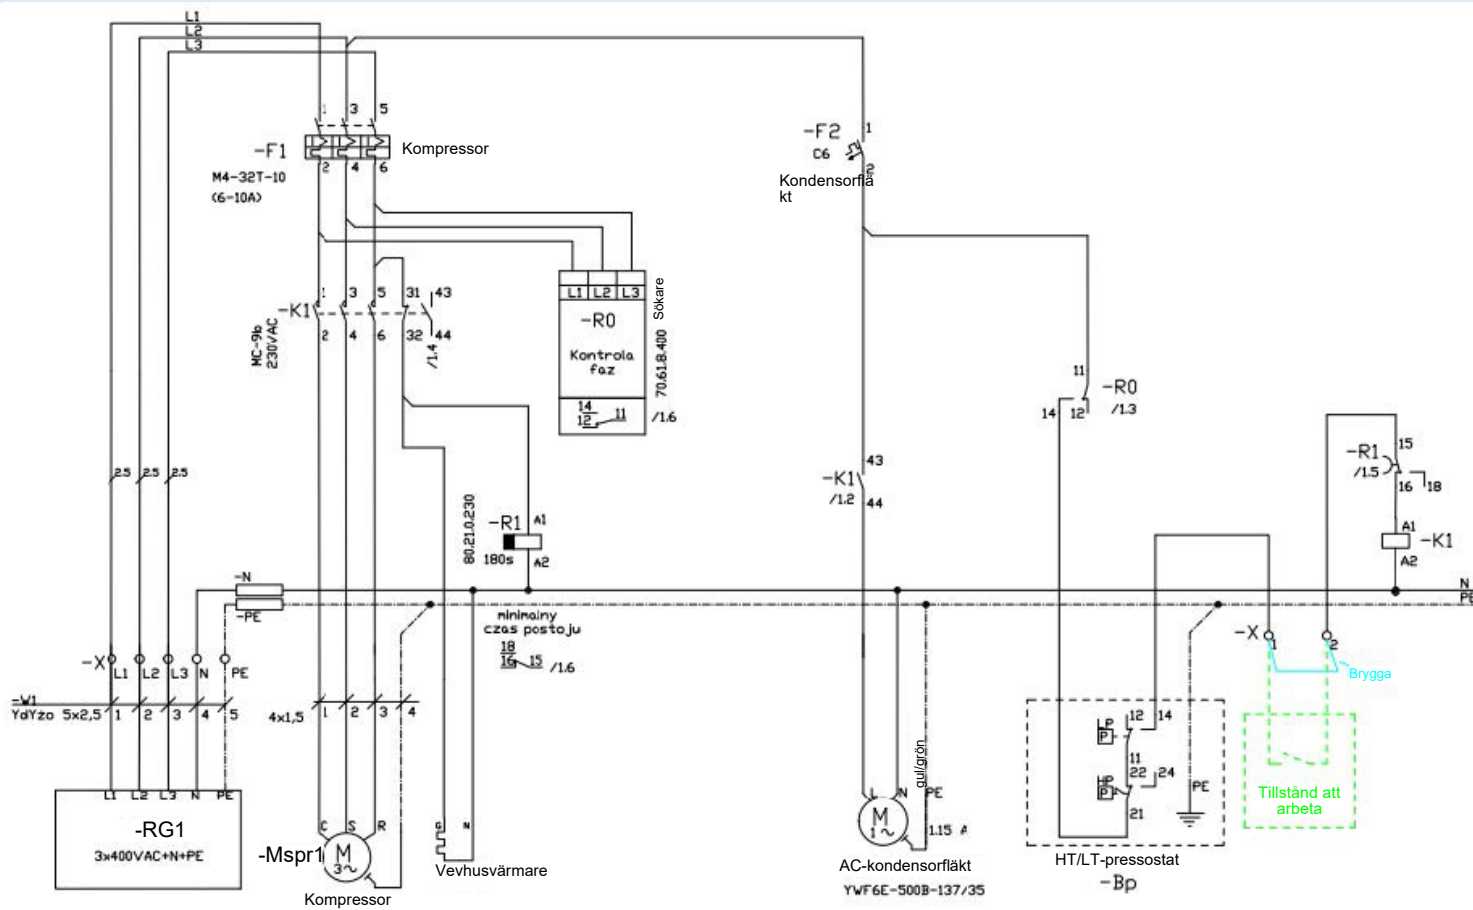 L1
L2
L3
1 3 5
-F1
Kompressor
2 4 6
M4-32T-10
(6-10A)
-F2
1
C6
2
Kondensorflä
kt
1 3 5 31 43
-K1
2 4 6 32 44
MC-9b
230VAC
/1.4
L1 L2 L3
-R0
Kontrola
faz
14
12 11
/1.6
Sökare
70.61.8.400
11
-R0
14 12
/1.3
2.5 2.5 2.5
43
-K1
/1.2
44
15
-R1
/1.5
16 18
A1
-K1
A2
80.21.0.230
-R1
A1
180s
A2
-N
-PE
N
PE
minimalny
czas postoju
18
16 15 /1.6
-X
L1 L2 L3 N PE
-X
1 2
Brygga
-W1
YdYżo 5x2,5
1 2 3 4 5
4x1,5
1 2 3 4
L1 L2 L3 N PE
-RG1
3x400VAC+N+PE
C S R
-Mspr1
M
3~
Kompressor
G N
Vevhusvärmare
gul/grön
L N PE
M
1~
1.15 A
AC-kondensorfläkt
YWF6E-500B-137/35
LP
P
12 14
11
HP
P
22 24
21
PE
HT/LT-pressostat
-Bp
Tillstånd att
arbeta